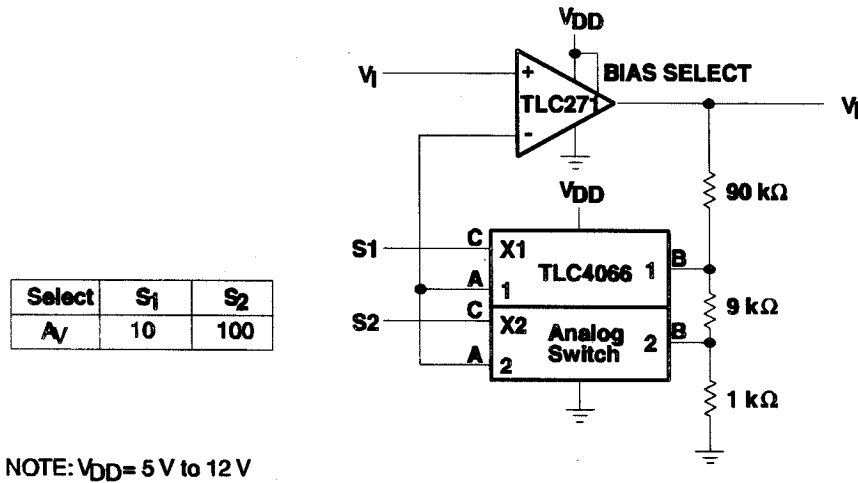 VDD
VI
+
BIAS SELECT
TLC271
VI
-
90 kΩ
VDD
S1
C
X1
TLC4066
1
B
A
1
9 kΩ
S2
C
X2
Analog
Switch
2
B
A
2
1 kΩ
Select S1 S2
AV 10 100
NOTE: VDD= 5 V to 12 V